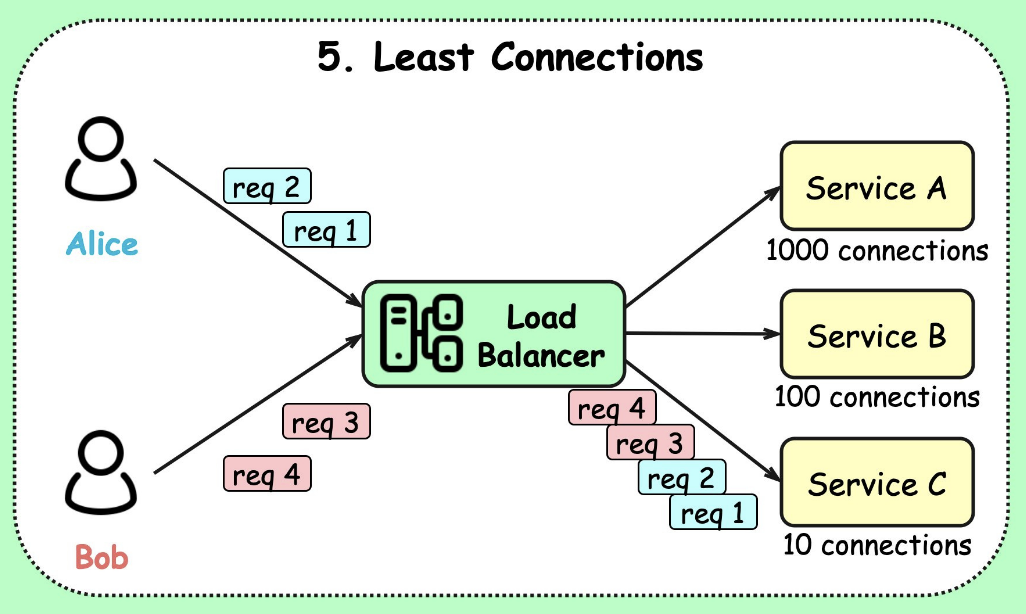 5. Least Connections
Alice
req 2
req 1
Bob
req 3
req 4
Load
Balancer
req 4
req 3
req 2
req 1
Service A
1000 connections
Service B
100 connections
Service C
10 connections